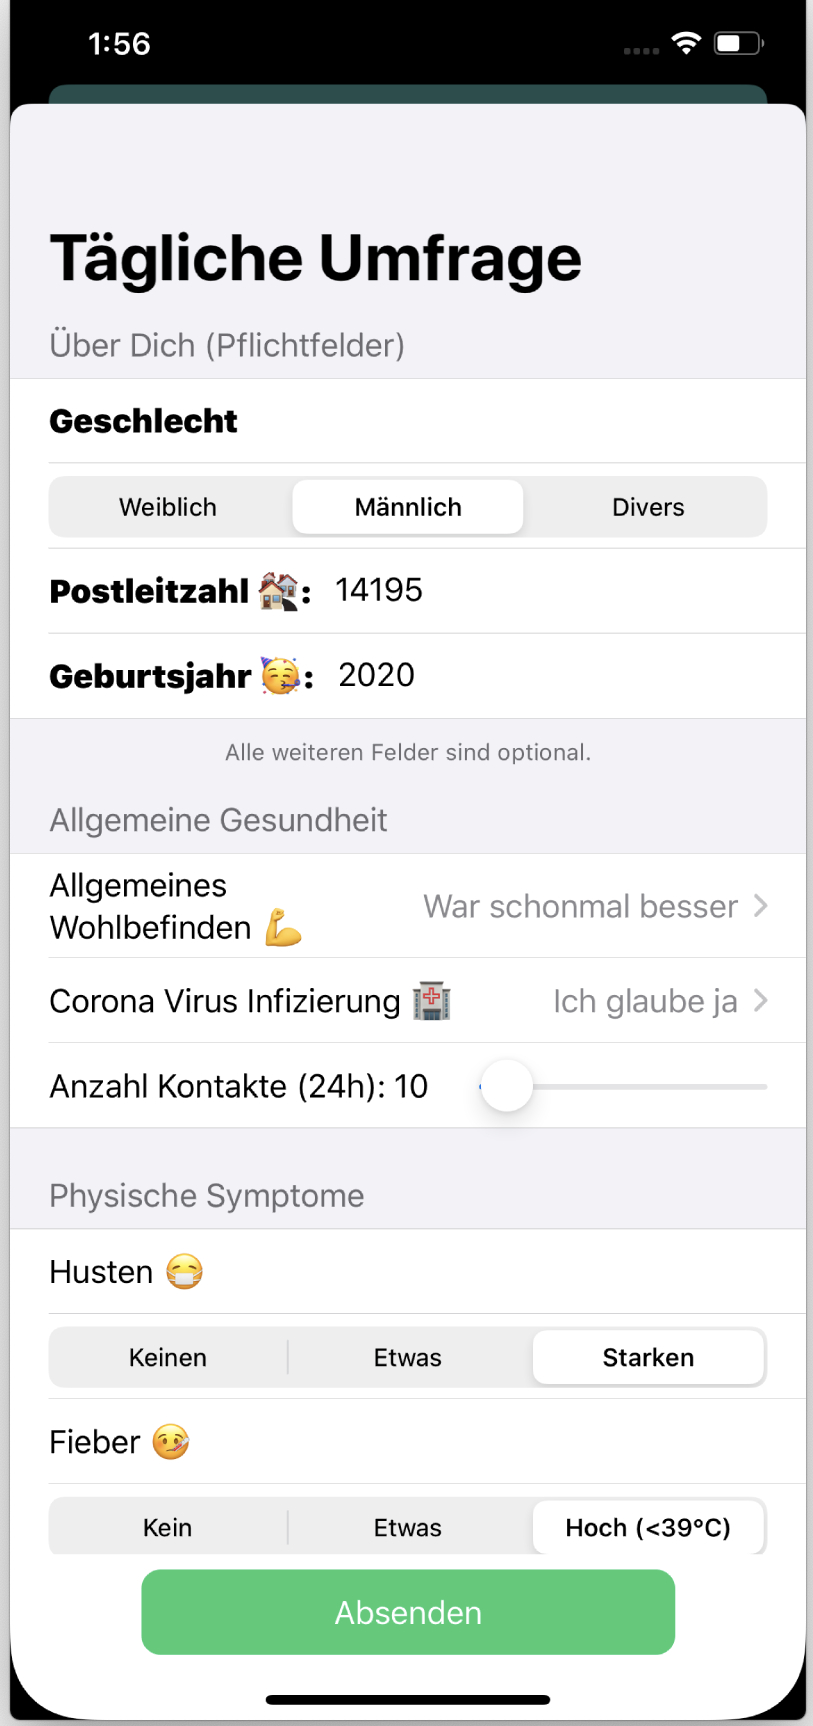 1:56
Tägliche Umfrage
Über Dich (Pflichtfelder)
Geschlecht
Weiblich Männlich Divers
Postleitzahl 🏘️: 14195
Geburtsjahr 🥳: 2020
Alle weiteren Felder sind optional.
Allgemeine Gesundheit
Allgemeines
Wohlbefinden 💪 War schonmal besser
Corona Virus Infizierung 🏥 Ich glaube ja
Anzahl Kontakte (24h): 10
Physische Symptome
Husten 😷
Keinen Etwas Starken
Fieber 🤒
Kein Etwas Hoch (<39°C)
Absenden